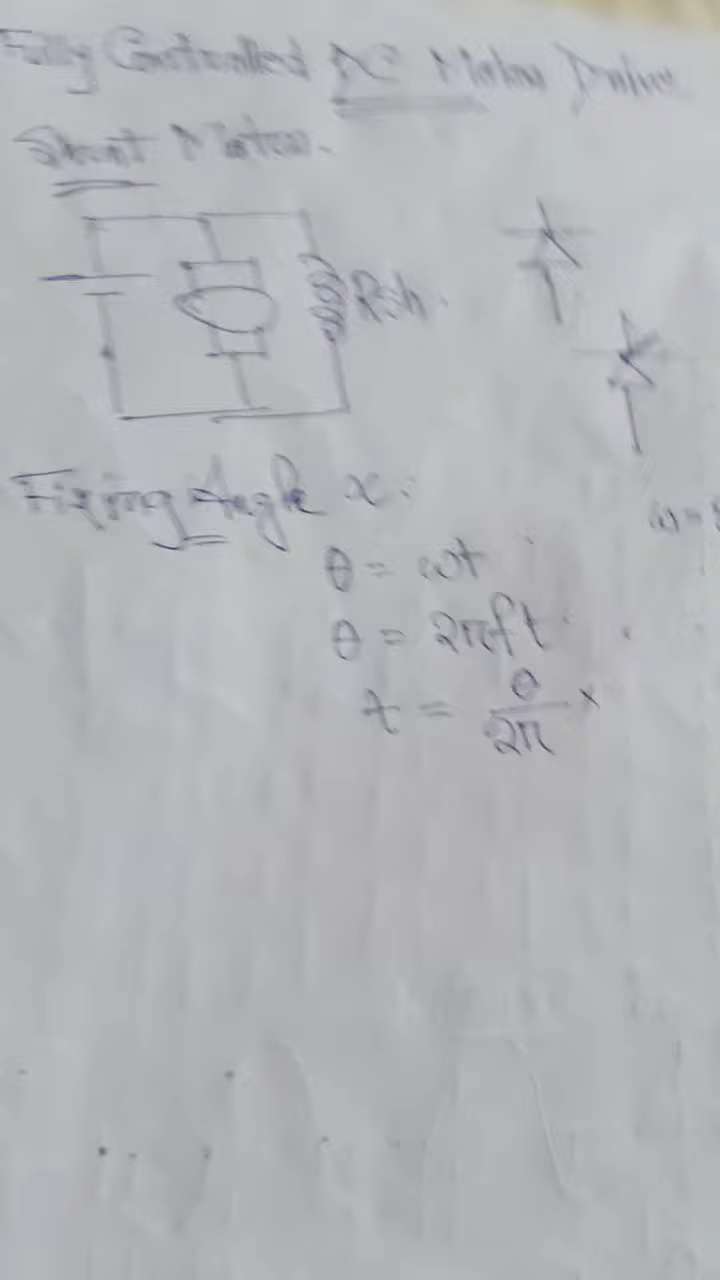 Fully Controlled DC Motor Drive
Shunt Motor.
Rsh.
Firing Angle α.
ω =
θ = ωt
θ = 2πft
t = θ/2π ×